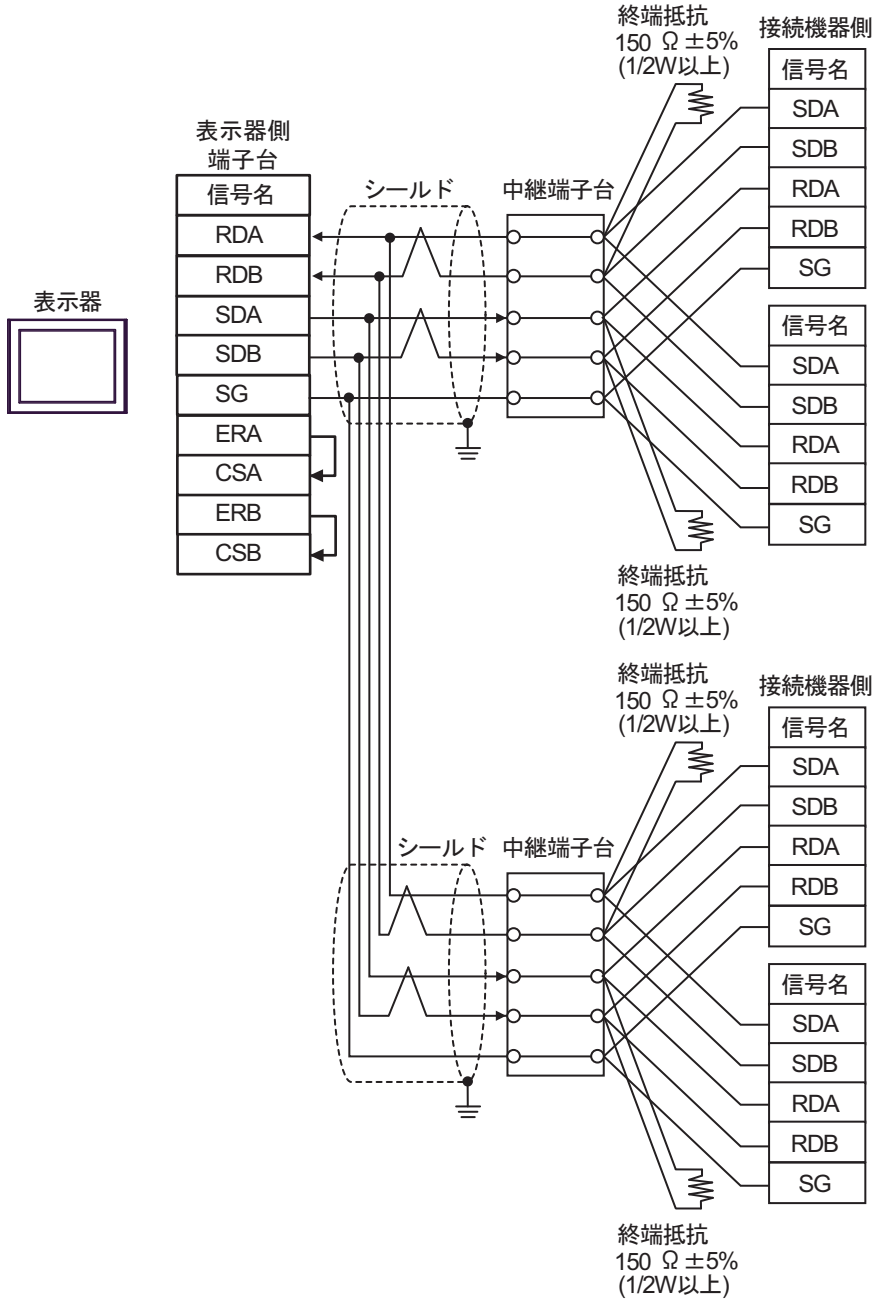 終端抵抗
150 Ω ±5%
(1/2W以上)
接続機器側
信号名
SDA
SDB
RDA
RDB
SG
表示器側
端子台
信号名
RDA
RDB
SDA
SDB
SG
ERA
CSA
ERB
CSB
シールド
中継端子台
表示器
信号名
SDA
SDB
RDA
RDB
SG
終端抵抗
150 Ω ±5%
(1/2W以上)
終端抵抗
150 Ω ±5%
(1/2W以上)
接続機器側
信号名
SDA
SDB
RDA
RDB
SG
シールド
中継端子台
信号名
SDA
SDB
RDA
RDB
SG
終端抵抗
150 Ω ±5%
(1/2W以上)